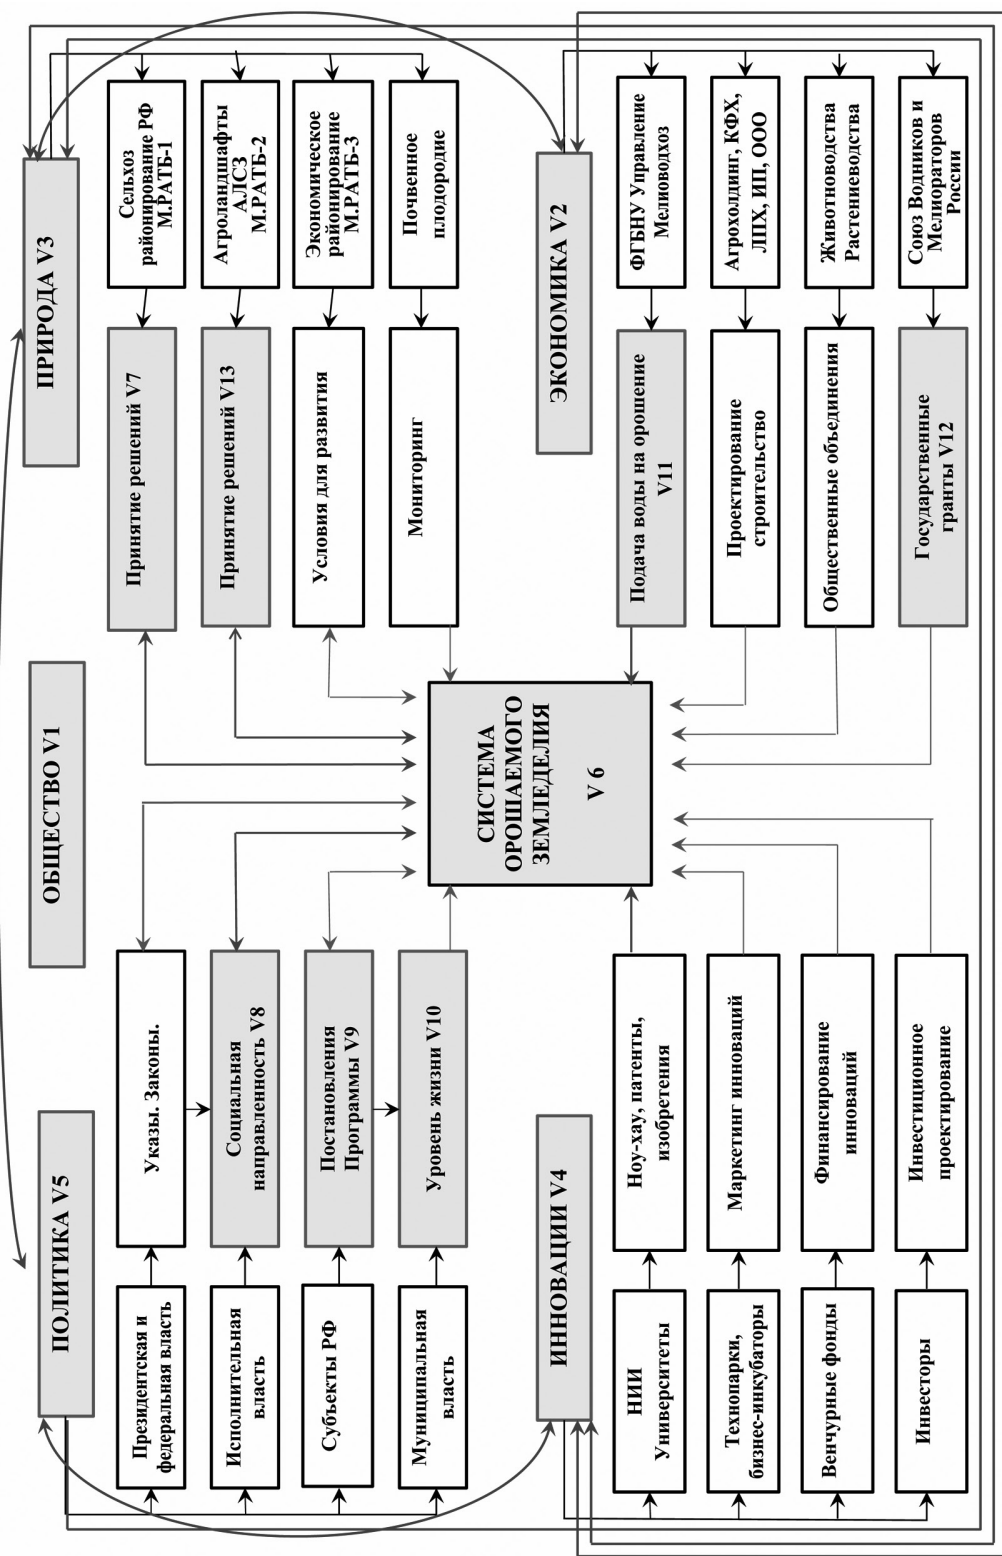 ОБЩЕСТВО V1
ПОЛИТИКА V5
Президентская и
федеральная власть
Указы. Законы.
Исполнительная
власть
Социальная
направленность V8
Субъекты РФ
Постановления
Программы V9
Муниципальная
власть
Уровень жизни V10
ПРИРОДА V3
Принятие решений V7
Сельхоз
районирование РФ
М.РАТБ-1
Принятие решений V13
Агроландшафты
АЛСЗ
М.РАТБ-2
Условия для развития
Экономическое
районирование
М.РАТБ-3
Мониторинг
Почвенное
плодородие
СИСТЕМА
ОРОШАЕМОГО
ЗЕМЛЕДЕЛИЯ
V 6
ИННОВАЦИИ V4
НИИ
Университеты
Ноу-хау, патенты,
изобретения
Технопарки,
бизнес-инкубаторы
Маркетинг инноваций
Венчурные фонды
Финансирование
инноваций
Инвесторы
Инвестиционное
проектирование
ЭКОНОМИКА V2
Подача воды на орошение
V11
ФГБНУ Управление
Мелиоводхоз
Проектирование
строительство
Агрохолдинг, КФХ,
ЛПХ, ИП, ООО
Общественные объединения
Животноводства
Растениеводства
Государственные
гранты V12
Союз Водников и
Мелиораторов
России